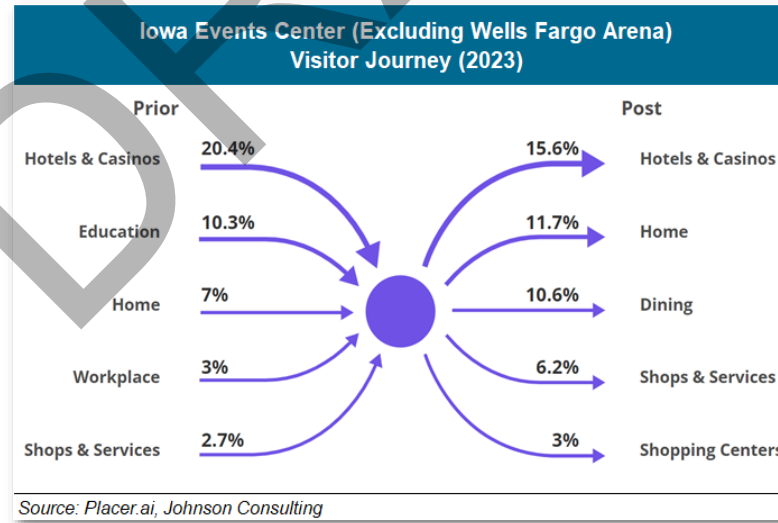 Iowa Events Center (Excluding Wells Fargo Arena)
Visitor Journey (2023)
Prior
Post
Hotels & Casinos
20.4%
15.6%
Hotels & Casinos
Education
10.3%
11.7%
Home
Home
7%
10.6%
Dining
Workplace
3%
6.2%
Shops & Services
Shops & Services
2.7%
3%
Shopping Centers
Source: Placer.ai, Johnson Consulting